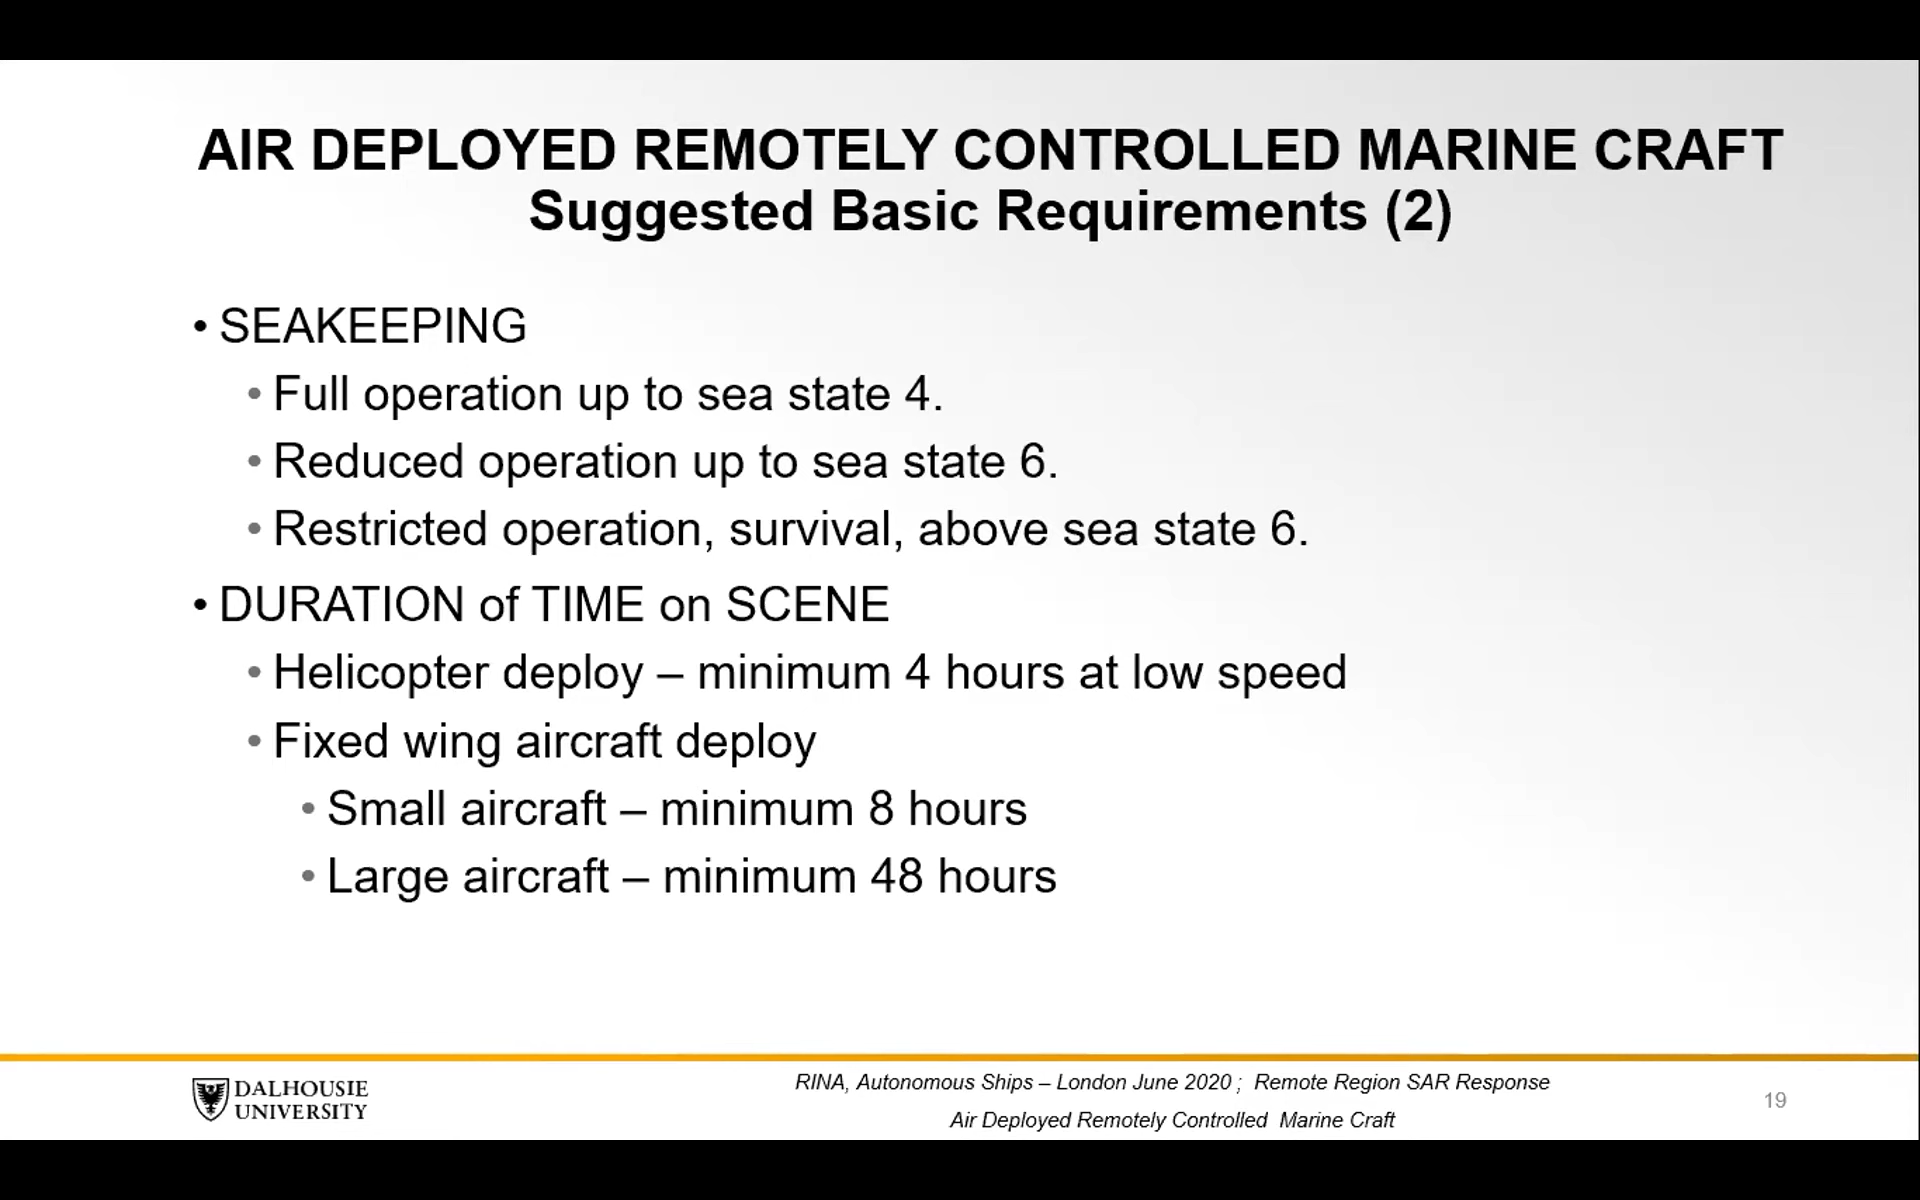 AIR DEPLOYED REMOTELY CONTROLLED MARINE CRAFT
Suggested Basic Requirements (2)
• SEAKEEPING
• Full operation up to sea state 4.
• Reduced operation up to sea state 6.
• Restricted operation, survival, above sea state 6.
• DURATION of TIME on SCENE
• Helicopter deploy – minimum 4 hours at low speed
• Fixed wing aircraft deploy
• Small aircraft – minimum 8 hours
• Large aircraft – minimum 48 hours
DALHOUSIE
UNIVERSITY
RINA, Autonomous Ships – London June 2020 ; Remote Region SAR Response
Air Deployed Remotely Controlled Marine Craft
19